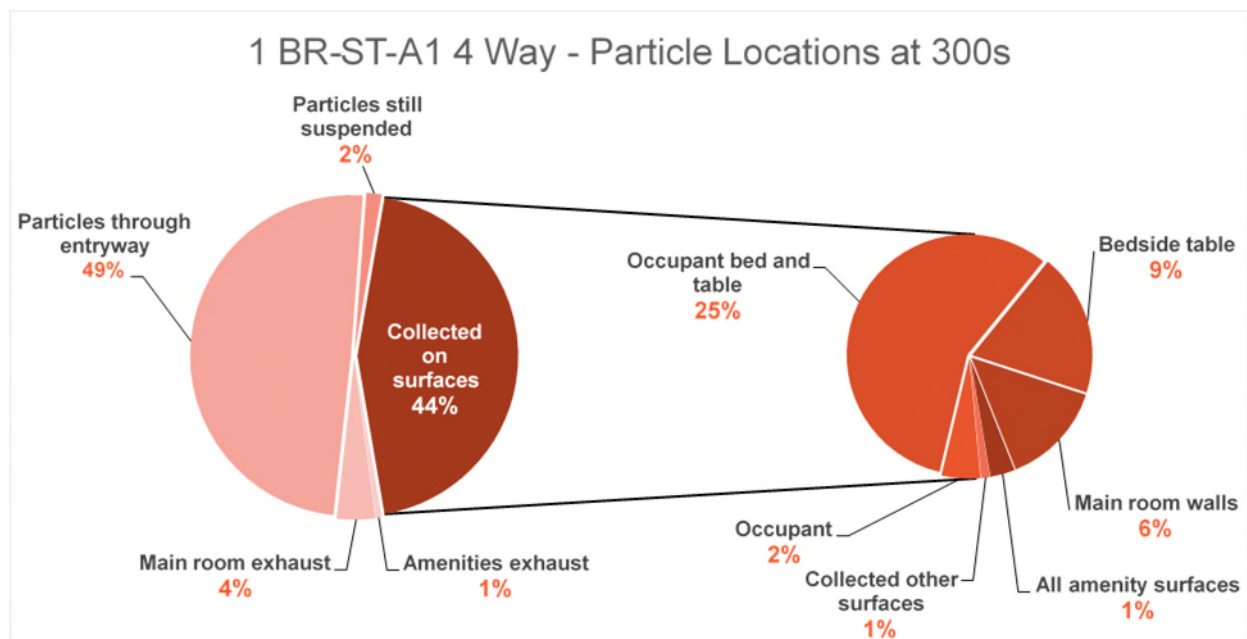 1 BR-ST-A1 4 Way - Particle Locations at 300s
Particles still
suspended
2%
Particles through
entryway
49%
Collected
on
surfaces
44%
Main room exhaust
4%
Amenities exhaust
1%
Occupant bed and
table
25%
Bedside table
9%
Main room walls
6%
All amenity surfaces
1%
Collected other
surfaces
1%
Occupant
2%